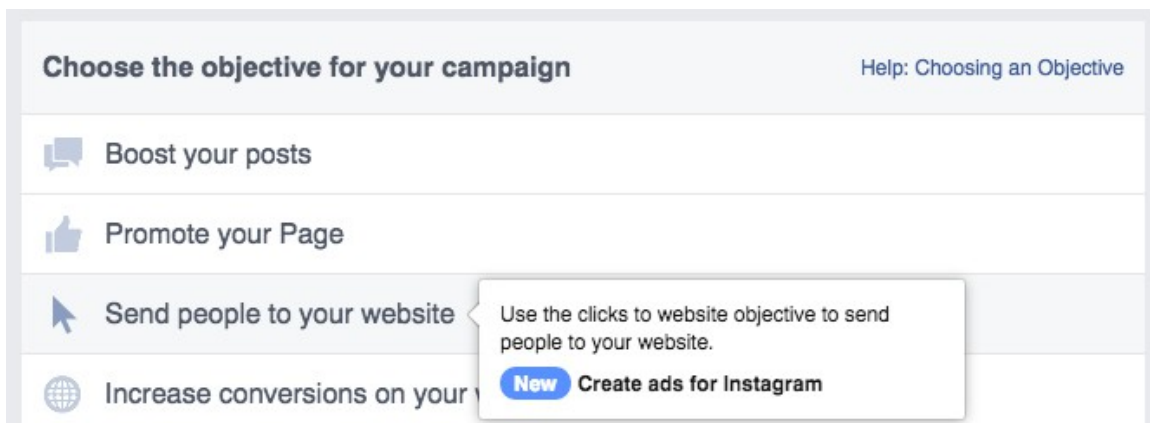 Choose the objective for your campaign
Help: Choosing an Objective
Boost your posts
Promote your Page
Send people to your website
Use the clicks to website objective to send
people to your website.
New Create ads for Instagram
Increase conversions on your